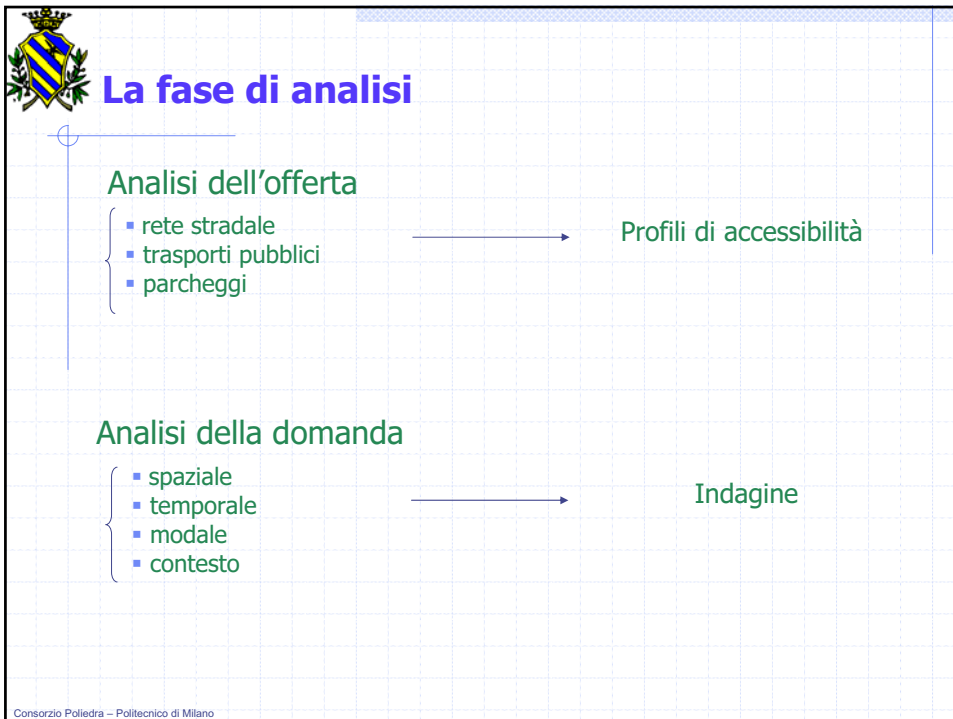 La fase di analisi
Analisi dell’offerta
▪ rete stradale
▪ trasporti pubblici
▪ parcheggi
Profili di accessibilità
Analisi della domanda
▪ spaziale
▪ temporale
▪ modale
▪ contesto
Indagine
Consorzio Poliedra – Politecnico di Milano